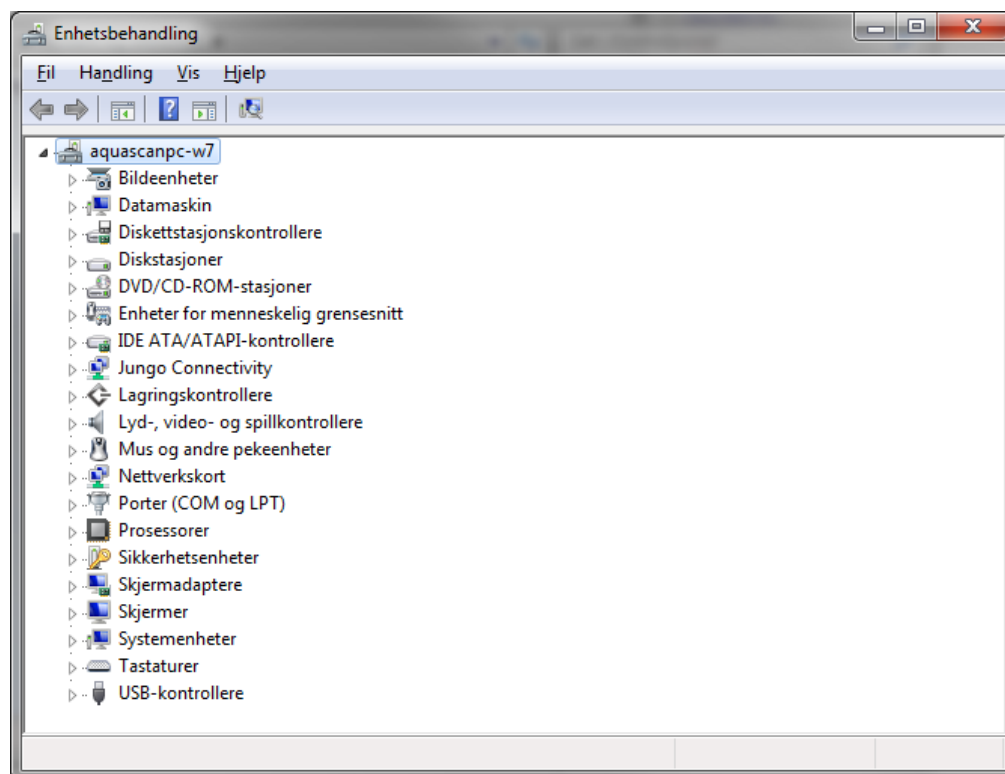 Enhetsbehandling
Fil Handling Vis Hjelp
aquascanpc-w7
Bildeenheter
Datamaskin
Diskettstasjonskontrollere
Diskstasjoner
DVD/CD-ROM-stasjoner
Enheter for menneskelig grensesnitt
IDE ATA/ATAPI-kontrollere
Jungo Connectivity
Lagringskontrollere
Lyd-, video- og spillkontrollere
Mus og andre pekeenheter
Nettverkskort
Porter (COM og LPT)
Prosessorer
Sikkerhetsenheter
Skjermadaptere
Skjermer
Systemenheter
Tastaturer
USB-kontrollere